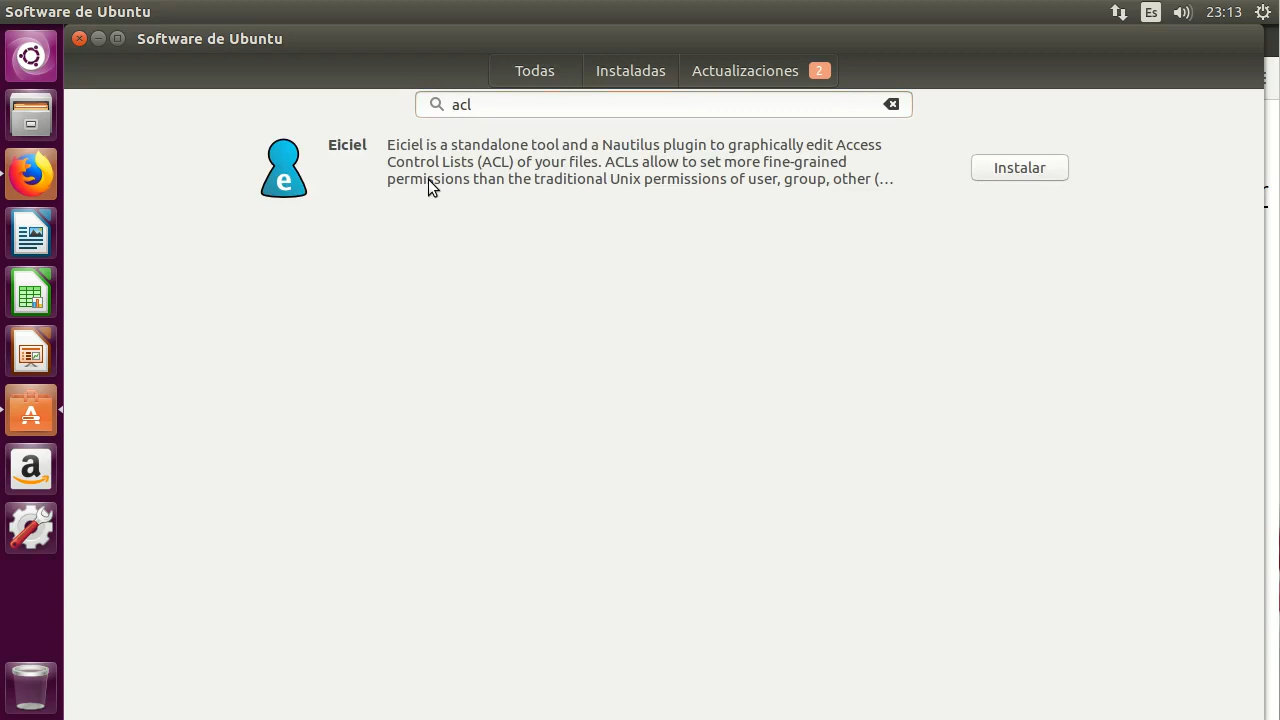 Software de Ubuntu
Es
23:13
Software de Ubuntu
Todas
Instaladas
Actualizaciones 2
acl
Eiciel
Eiciel is a standalone tool and a Nautilus plugin to graphically edit Access
Control Lists (ACL) of your files. ACLs allow to set more fine-grained
permissions than the traditional Unix permissions of user, group, other (…
Instalar